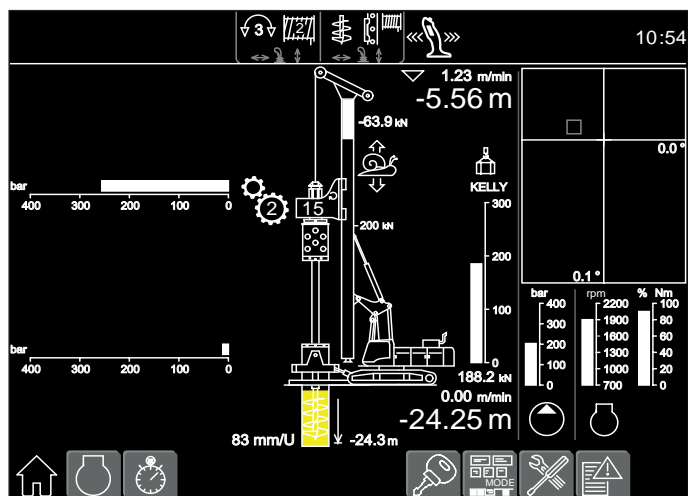 3 2 10:54
1.23 m/min
-5.56 m
-63.9 kN
0.0 °
KELLY
bar
400 300 200 100 0
2 15
300
200 kN
200
0.1 °
100
bar rpm % Nm
400 2200 100
300 1900 80
200 1600 60
1300 40
100 1000 20
0 700 0
bar
400 300 200 100 0
0
188.2 kN
0.00 m/min
-24.25 m
83 mm/U -24.3 m
MODE